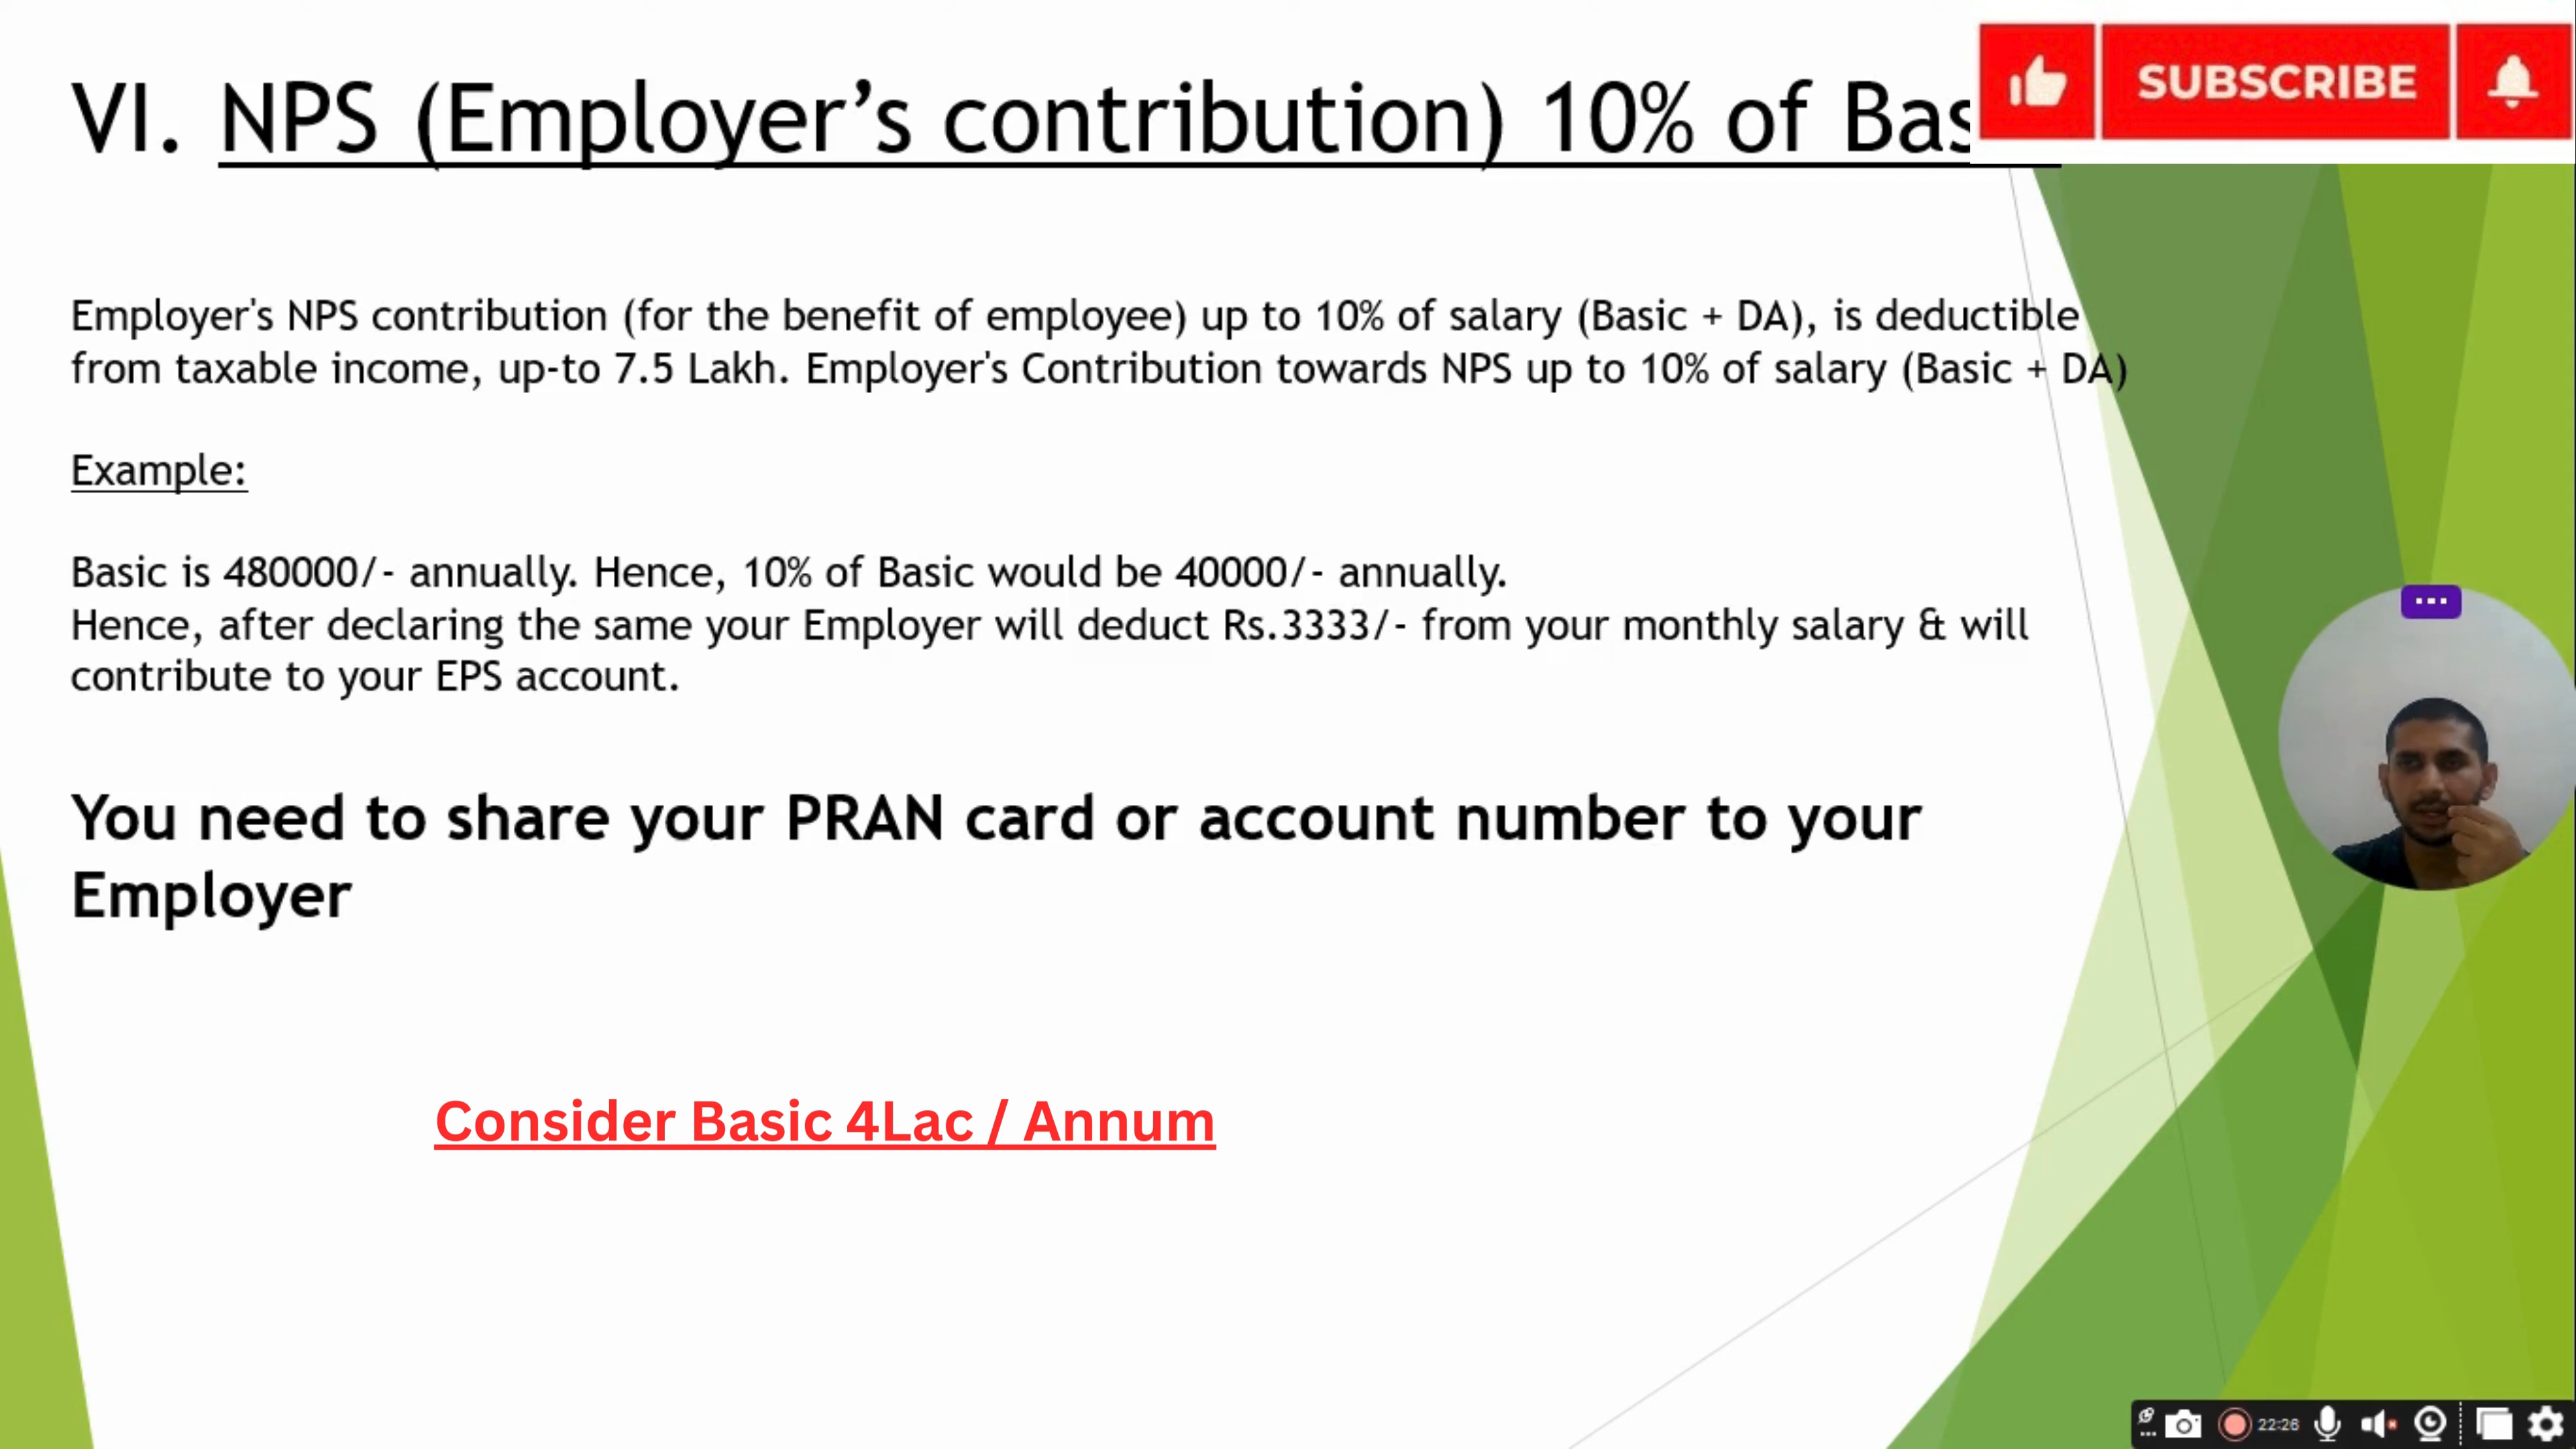 VI. NPS (Employer’s contribution) 10% of
SUBSCRIBE
Employer's NPS contribution (for the benefit of employee) up to 10% of salary (Basic + DA), is deductible
from taxable income, up-to 7.5 Lakh. Employer's Contribution towards NPS up to 10% of salary (Basic + DA)
Example:
Basic is 480000/- annually. Hence, 10% of Basic would be 40000/- annually.
Hence, after declaring the same your Employer will deduct Rs.3333/- from your monthly salary & will
contribute to your EPS account.
You need to share your PRAN card or account number to your
Employer
Consider Basic 4Lac / Annum
22:26